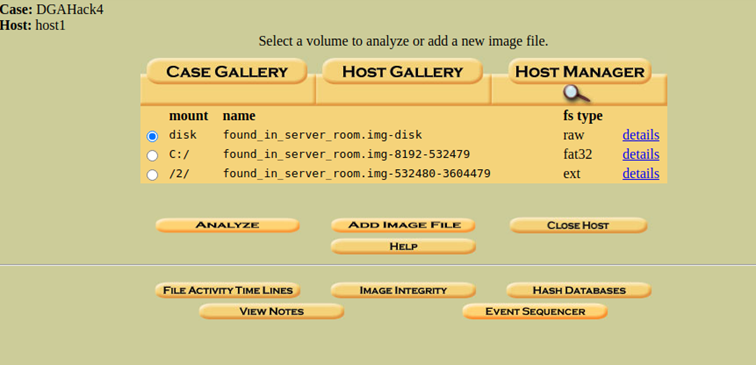 Case: DGAHack4
Host: host1
Select a volume to analyze or add a new image file.
CASE GALLERY HOST GALLERY HOST MANAGER
mount name fs type
disk found_in_server_room.img-disk raw details
C:/ found_in_server_room.img-8192-532479 fat32 details
/2/ found_in_server_room.img-532480-3604479 ext details
ANALYZE ADD IMAGE FILE CLOSE HOST
HELP
FILE ACTIVITY TIME LINES IMAGE INTEGRITY HASH DATABASES
VIEW NOTES EVENT SEQUENCER